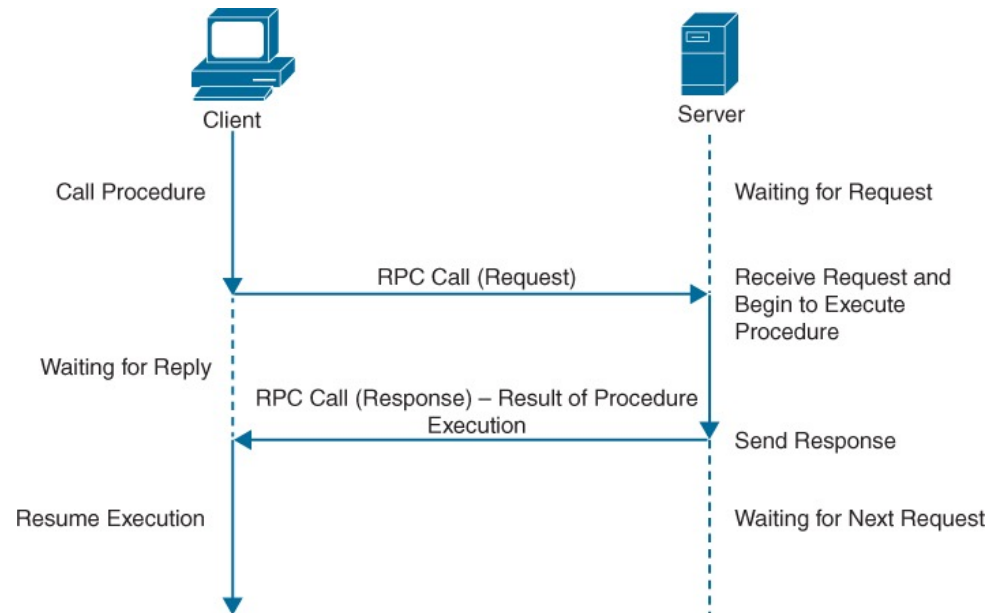 Client
Server
Call Procedure
Waiting for Request
RPC Call (Request)
Receive Request and
Begin to Execute
Procedure
Waiting for Reply
RPC Call (Response) – Result of Procedure
Execution
Send Response
Resume Execution
Waiting for Next Request